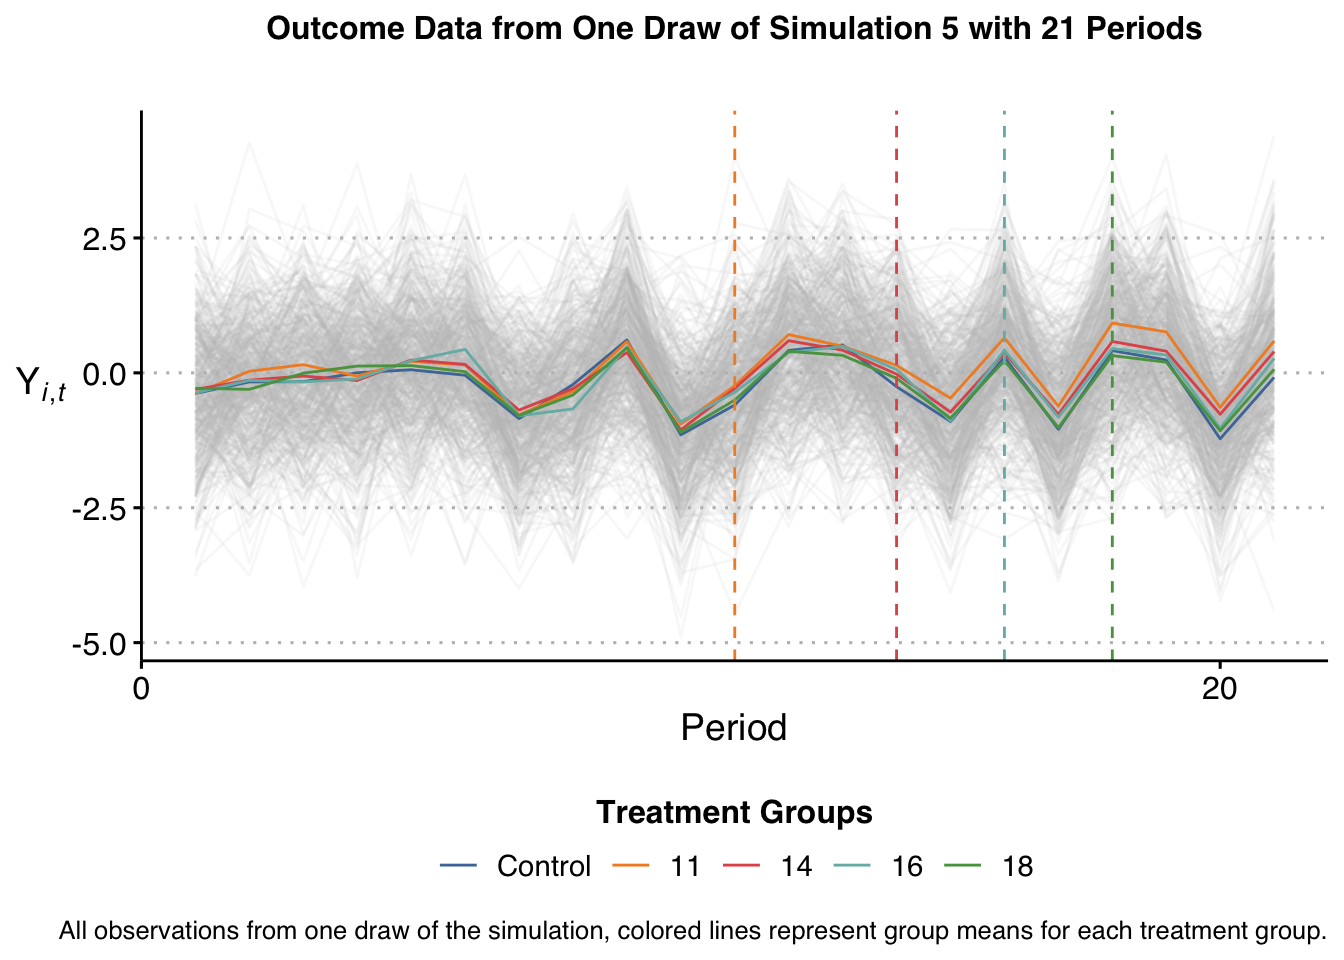 Outcome Data from One Draw of Simulation 5 with 21 Periods
2.5
0.0
-2.5
-5.0
Y i,t
0
20
Period
Treatment Groups
Control 11 14 16 18
All observations from one draw of the simulation, colored lines represent group means for each treatment group.